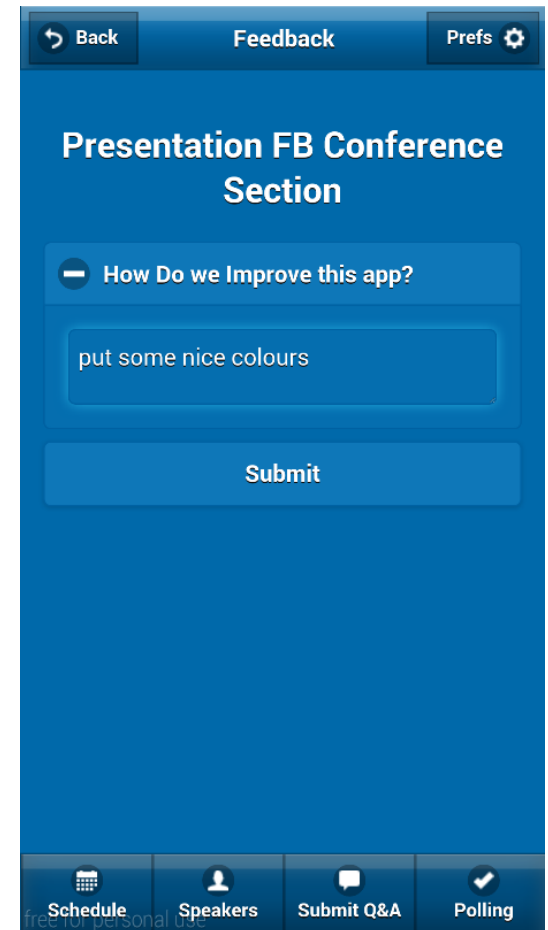 Back Feedback Prefs
Presentation FB Conference
Section
How Do we Improve this app?
put some nice colours
Submit
Schedule Speakers Submit Q&A Polling
free for personal use